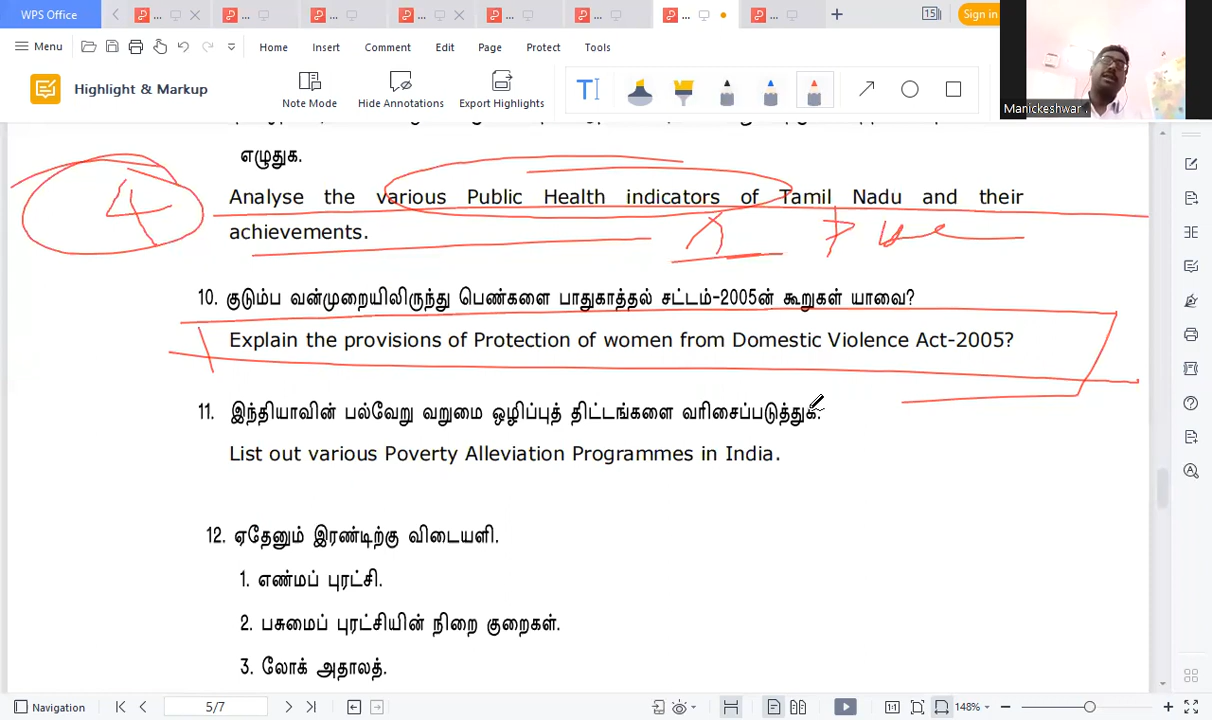 WPS Office
...
...
...
...
...
...
...
...
15
Sign in
Menu
Home
Insert
Comment
Edit
Page
Protect
Tools
Highlight & Markup
Note Mode
Hide Annotations
Export Highlights
Manickeshwar
எழுதுக.
Analyse the various Public Health indicators of Tamil Nadu and their
achievements.
4
10. குடும்ப வன்முறையிலிருந்து பெண்களை பாதுகாத்தல் சட்டம்-2005ன் கூறுகள் யாவை?
Explain the provisions of Protection of women from Domestic Violence Act-2005?
11. இந்தியாவின் பல்வேறு வறுமை ஒழிப்புத் திட்டங்களை வரிசைப்படுத்துக.
List out various Poverty Alleviation Programmes in India.
12. ஏதேனும் இரண்டிற்கு விடையளி.
1. எண்மப் புரட்சி.
2. பசுமைப் புரட்சியின் நிறை குறைகள்.
3. லோக் அதாலத்.
Navigation
5/7
1:1
148%